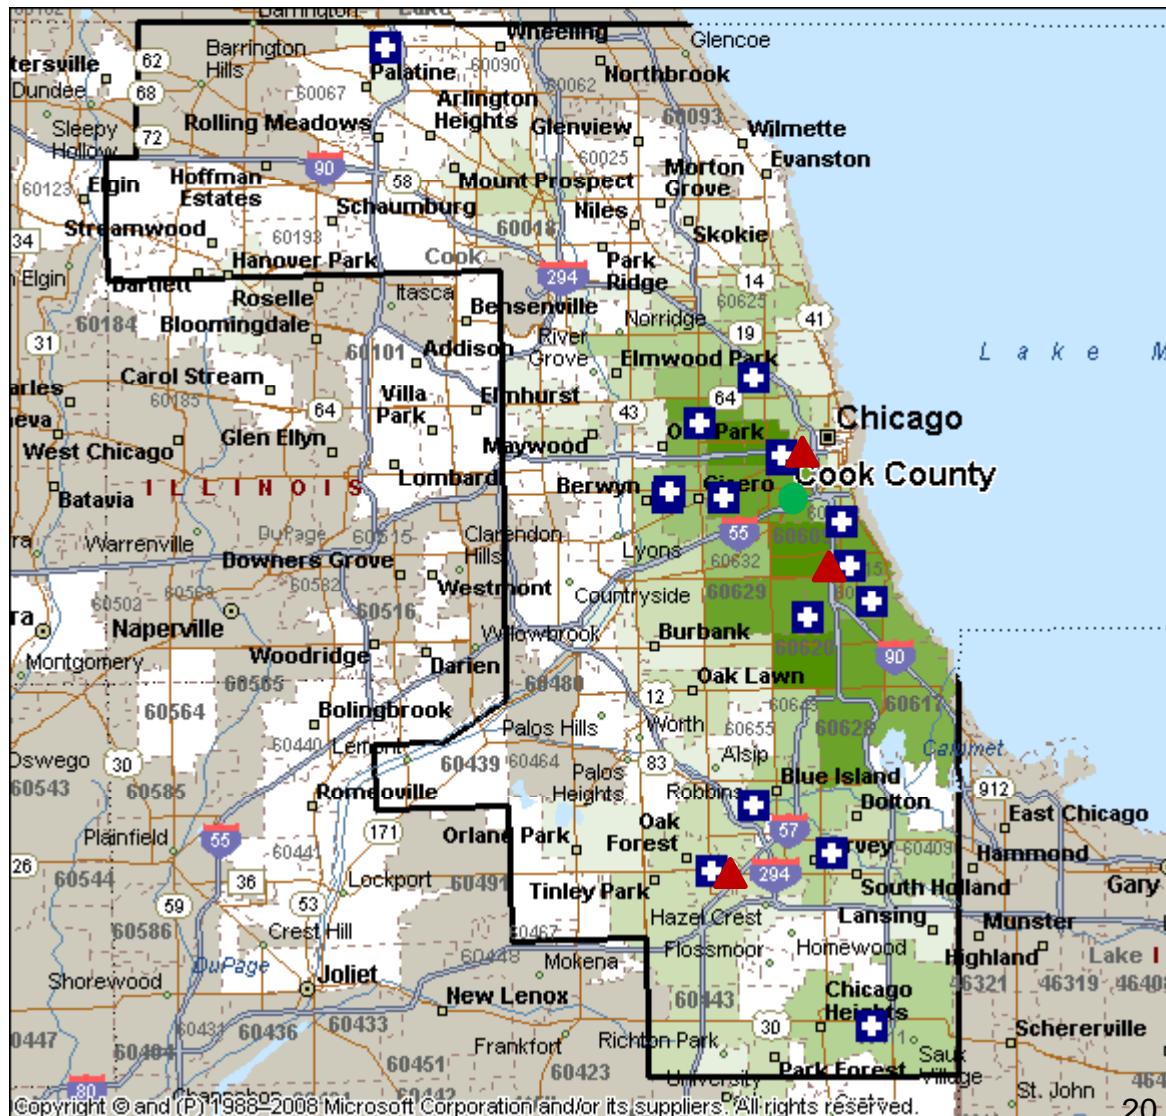 Barrington
Lake
Wheeling
Glencoe
62
Barrington
Hills
tersville
60090
Palatine
Northbrook
60062
Dundee
68
60067
Arlington
Heights
60093
Sleepy
Hollow
72
Rolling Meadows
Glenview
Wilmette
60025
Evanston
90
Morton
Grove
60123
Elgin
Hoffman
Estates
58
Mount Prospect
Schaumburg
Niles
Streamwood
60193
60018
Skokie
34
Hanover Park
Cook
Park
Ridge
n Elgin
Bartlett
294
14
Roselle
Itasca
60625
Bensenville
60184
Bloomingdale
Norridge
41
31
River
Grove
19
60101
Addison
Elmwood Park
L a k e M
Carol Stream
arles
60185
Villa
Park
Elmhurst
64
64
43
neva
Chicago
Glen Ellyn
Maywood
Park
West Chicago
Lombard
Cook County
Batavia
I L L I N O I S
Berwyn
Cicero
DuPage
Clarendon
Hills
55
Warrenville
60515
60609
Lyons
Downers Grove
60632
Westmont
60502
60563
60532
Countryside
60629
60516
Naperville
Willowbrook
Burbank
60620
Woodridge
Darien
90
Montgomery
60565
60480
Oak Lawn
12
60617
60564
Bolingbrook
Palos Hills
Worth
60655
60643
60628
Oswego
60440
Lemont
Alsip
Calumet
30
60439
60464
83
60543
60585
Palos
Heights
Robbins
Blue Island
912
Romeoville
Dolton
East Chicago
Plainfield
55
171
Orland Park
Oak
Forest
57
26
60441
60409
Hammond
60544
36
Lockport
60491
Tinley Park
294
South Holland
Gary
59
53
Hazel Crest
Lansing
Munster
60586
Crest Hill
60467
Flossmoor
Homewood
Highland
Lake I
DuPage
60448
Mokena
Shorewood
Joliet
60443
Chicago
Heights
46321
46319
New Lenox
30
60447
60431
60436
60433
Richton Park
Schererville
60404
Frankfort
Sauk
Village
60451
60423
Park Forest
80
University
St. John
Copyright © and (P) 1988–2008 Microsoft Corporation and/or its suppliers. All rights reserved.
20